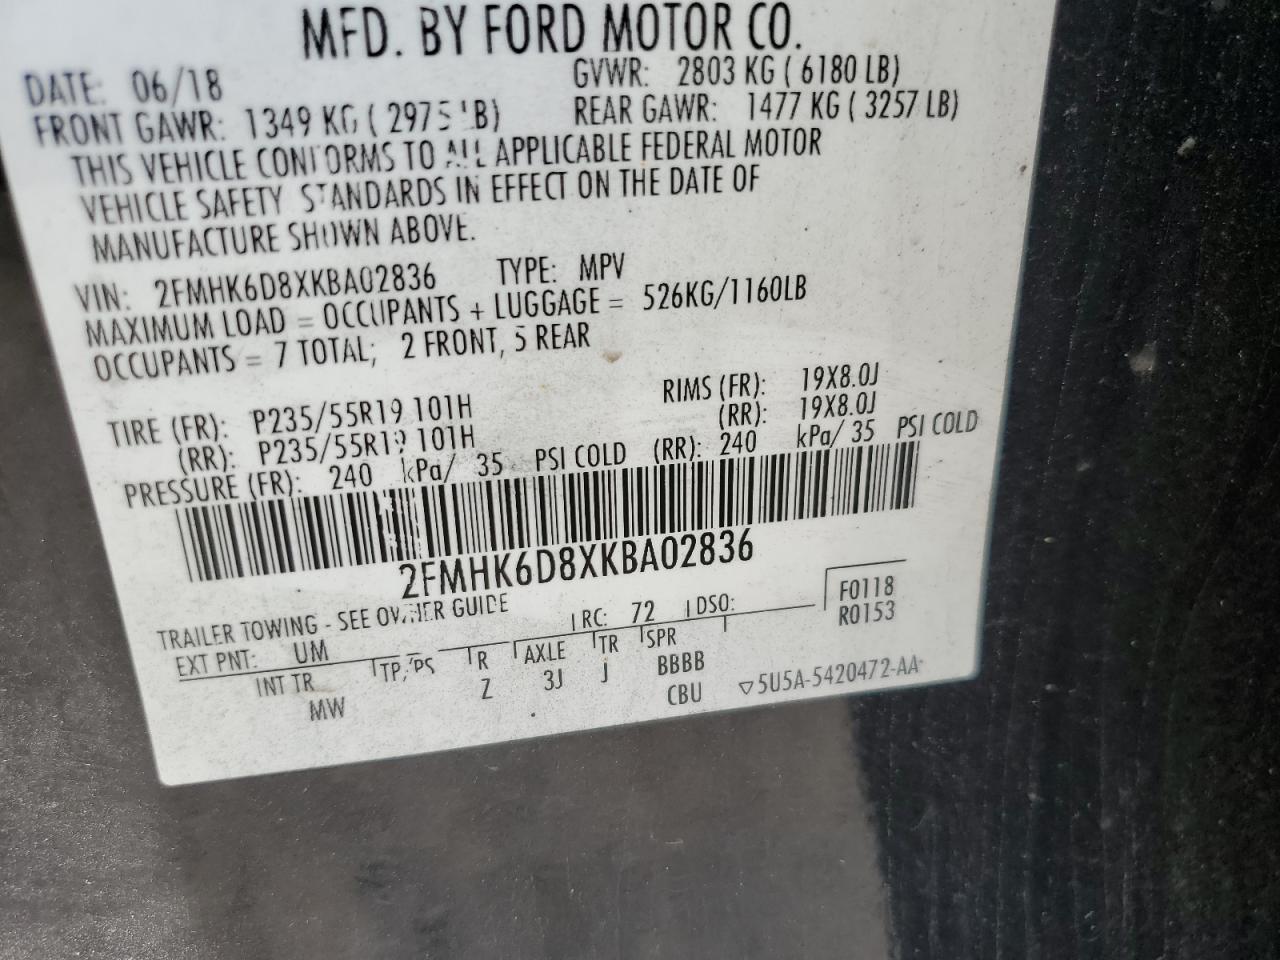 MFD. BY FORD MOTOR CO.
DATE: 06/18 GVWR: 2803 KG ( 6180 LB)
FRONT GAWR: 1349 KG ( 2975 LB) REAR GAWR: 1477 KG ( 3257 LB)
THIS VEHICLE CONFORMS TO ALL APPLICABLE FEDERAL MOTOR
VEHICLE SAFETY STANDARDS IN EFFECT ON THE DATE OF
MANUFACTURE SHOWN ABOVE.
VIN: 2FMHK6D8XKBA02836 TYPE: MPV
MAXIMUM LOAD = OCCUPANTS + LUGGAGE = 526KG/1160LB
OCCUPANTS = 7 TOTAL; 2 FRONT, 5 REAR
TIRE (FR): P235/55R19 101H RIMS (FR): 19X8.0J
(RR): P235/55R19 101H (RR): 19X8.0J
PRESSURE (FR): 240 kPa/ 35 PSI COLD (RR): 240 kPa/ 35 PSI COLD
2FMHK6D8XKBA02836
TRAILER TOWING - SEE OWNER GUIDE
EXT PNT: UM RC: 72 DSO: F0118
R0153
INT TR TP/PS R AXLE TR SPR
MW Z 3J J BBBB
CBU ▽5U5A-5420472-AA